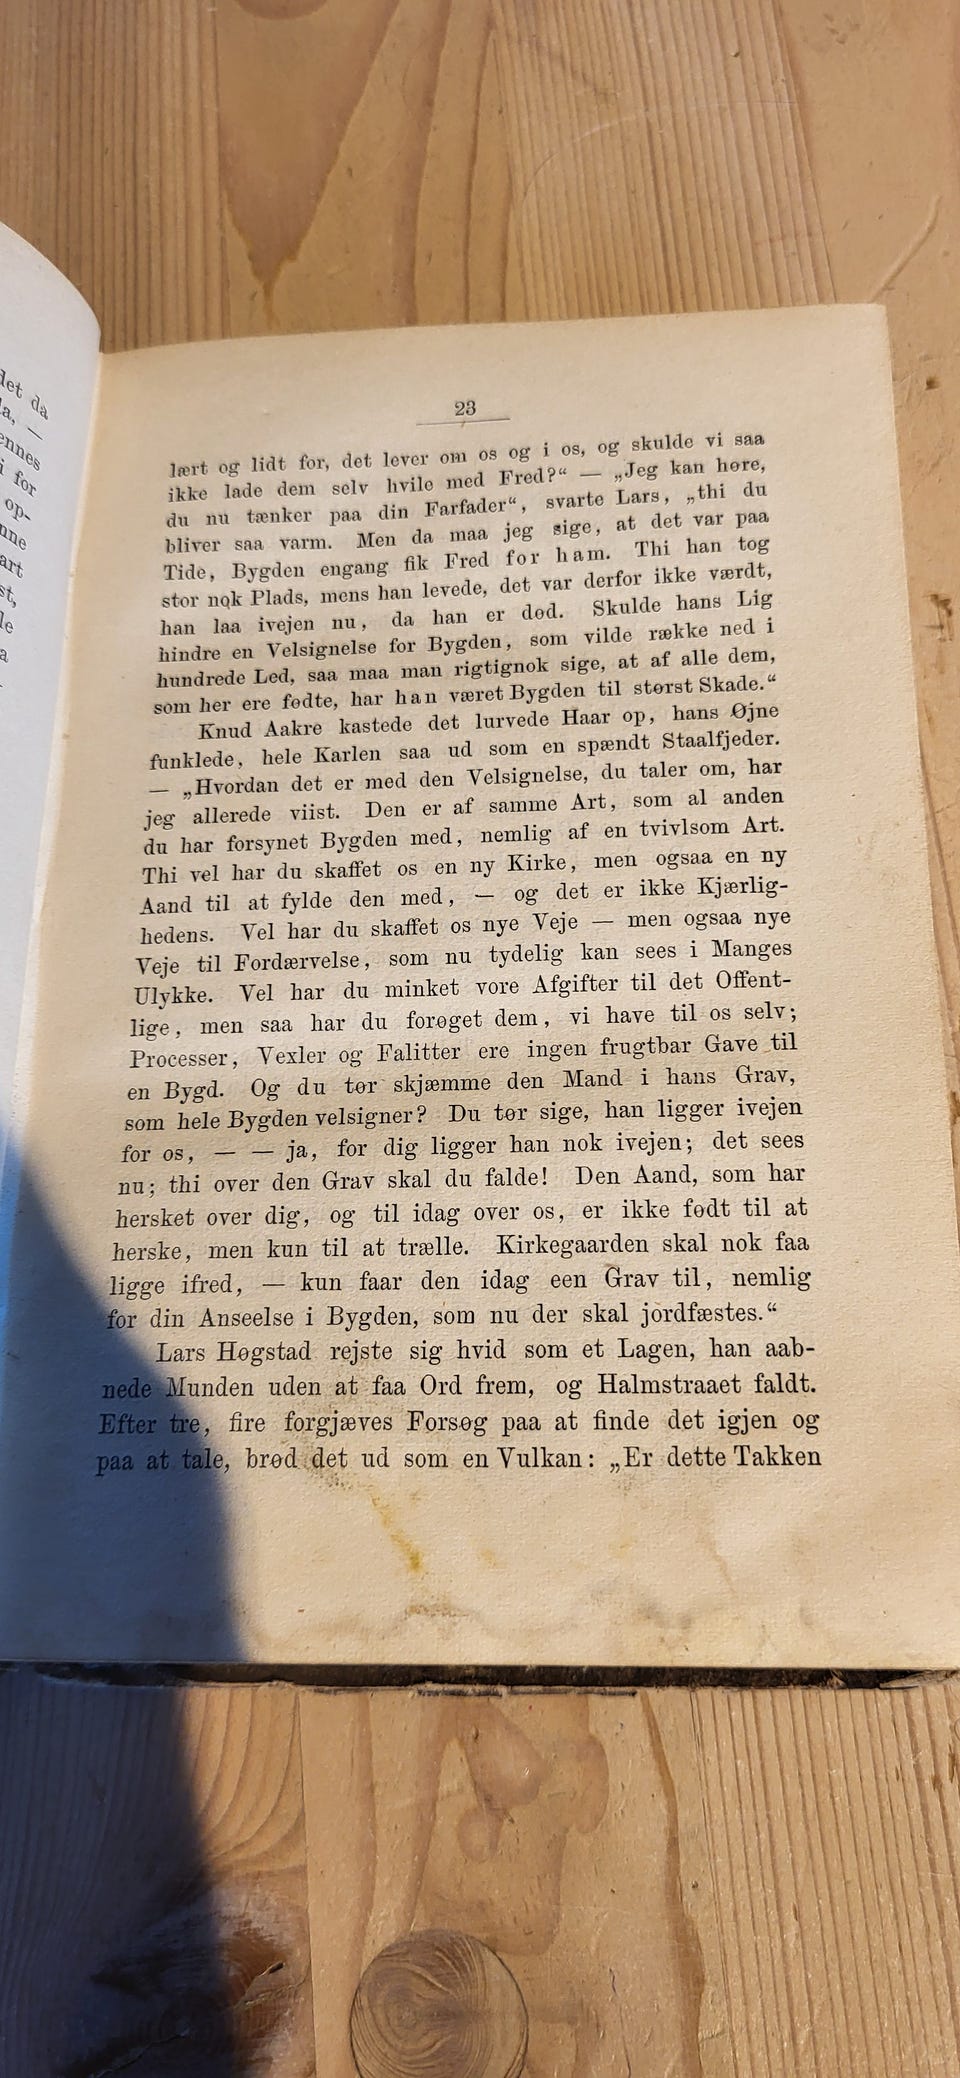 det da
la, —
ennes
i for
op-
nne
art
st,
le
a
23
lært og lidt for, det lever om os og i os, og skulde vi saa
ikke lade dem selv hvile med Fred?“ — „Jeg kan høre,
du nu tænker paa din Farfader“, svarte Lars, „thi du
bliver saa varm. Men da maa jeg sige, at det var paa
Tide, Bygden engang fik Fred for ham. Thi han tog
stor nok Plads, mens han levede, det var derfor ikke værdt,
han laa ivejen nu, da han er død. Skulde hans Lig
hindre en Velsignelse for Bygden, som vilde række ned i
hundrede Led, saa maa man rigtignok sige, at af alle dem,
som her ere fødte, har han været Bygden til størst Skade.“
Knud Aakre kastede det lurvede Haar op, hans Øjne
funklede, hele Karlen saa ud som en spændt Staalfjeder.
— „Hvordan det er med den Velsignelse, du taler om, har
jeg allerede viist. Den er af samme Art, som al anden
du har forsynet Bygden med, nemlig af en tvivlsom Art.
Thi vel har du skaffet os en ny Kirke, men ogsaa en ny
Aand til at fylde den med, — og det er ikke Kjærlig-
hedens. Vel har du skaffet os nye Veje — men ogsaa nye
Veje til Fordærvelse, som nu tydelig kan sees i Manges
Ulykke. Vel har du minket vore Afgifter til det Offent-
lige, men saa har du forøget dem, vi have til os selv;
Processer, Vexler og Falitter ere ingen frugtbar Gave til
en Bygd. Og du tør skjæmme den Mand i hans Grav,
som hele Bygden velsigner? Du tør sige, han ligger ivejen
for os, — — ja, for dig ligger han nok ivejen; det sees
nu; thi over den Grav skal du falde! Den Aand, som har
hersket over dig, og til idag over os, er ikke født til at
herske, men kun til at trælle. Kirkegaarden skal nok faa
ligge ifred, — kun faar den idag een Grav til, nemlig
for din Anseelse i Bygden, som nu der skal jordfæstes.“
Lars Høgstad rejste sig hvid som et Lagen, han aab-
nede Munden uden at faa Ord frem, og Halmstraaet faldt.
Efter tre, fire forgjæves Forsøg paa at finde det igjen og
paa at tale, brød det ud som en Vulkan: „Er dette Takken